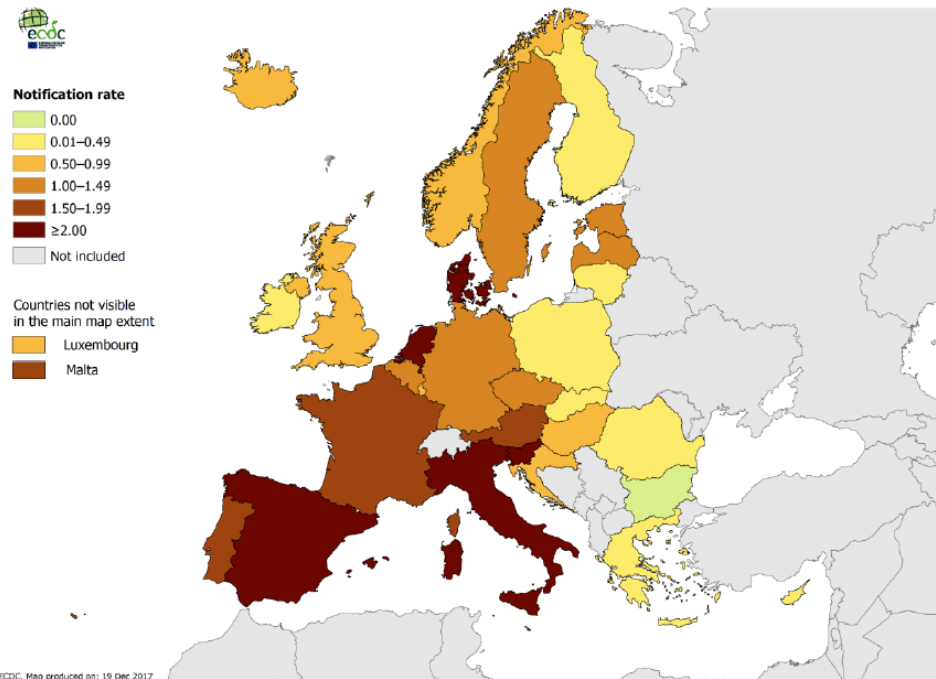 ecdc
Notification rate
0.00
0.01–0.49
0.50–0.99
1.00–1.49
1.50–1.99
≥2.00
Not included
Countries not visible
in the main map extent
Luxembourg
Malta
ECDC. Map produced on: 19 Dec 2017